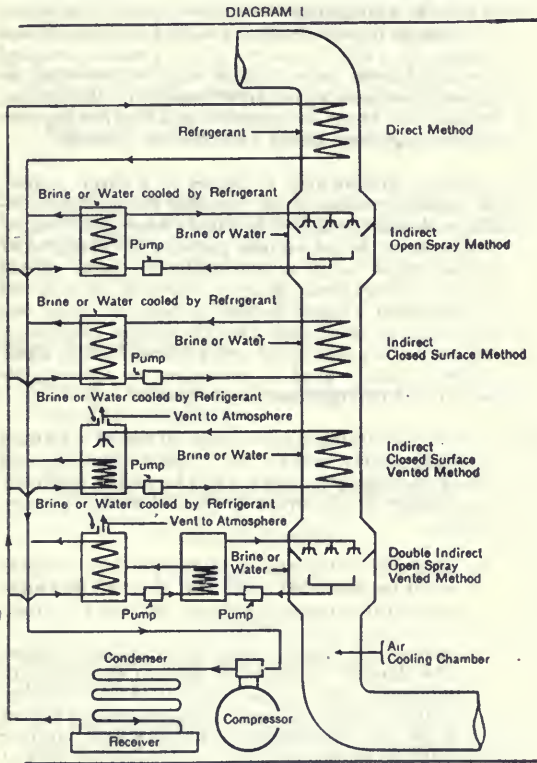 DIAGRAM I
Refrigerant
Direct Method
Brine or Water cooled by Refrigerant
Pump
Brine or Water
Indirect
Open Spray Method
Brine or Water cooled by Refrigerant
Pump
Brine or Water
Indirect
Closed Surface Method
Brine or Water cooled by Refrigerant
Vent to Atmosphere
Pump
Brine or Water
Indirect
Closed Surface
Vented Method
Brine or Water cooled by Refrigerant
Vent to Atmosphere
Brine or
Water
Pump
Pump
Double Indirect
Open Spray
Vented Method
Air
Cooling Chamber
Condenser
Compressor
Receiver